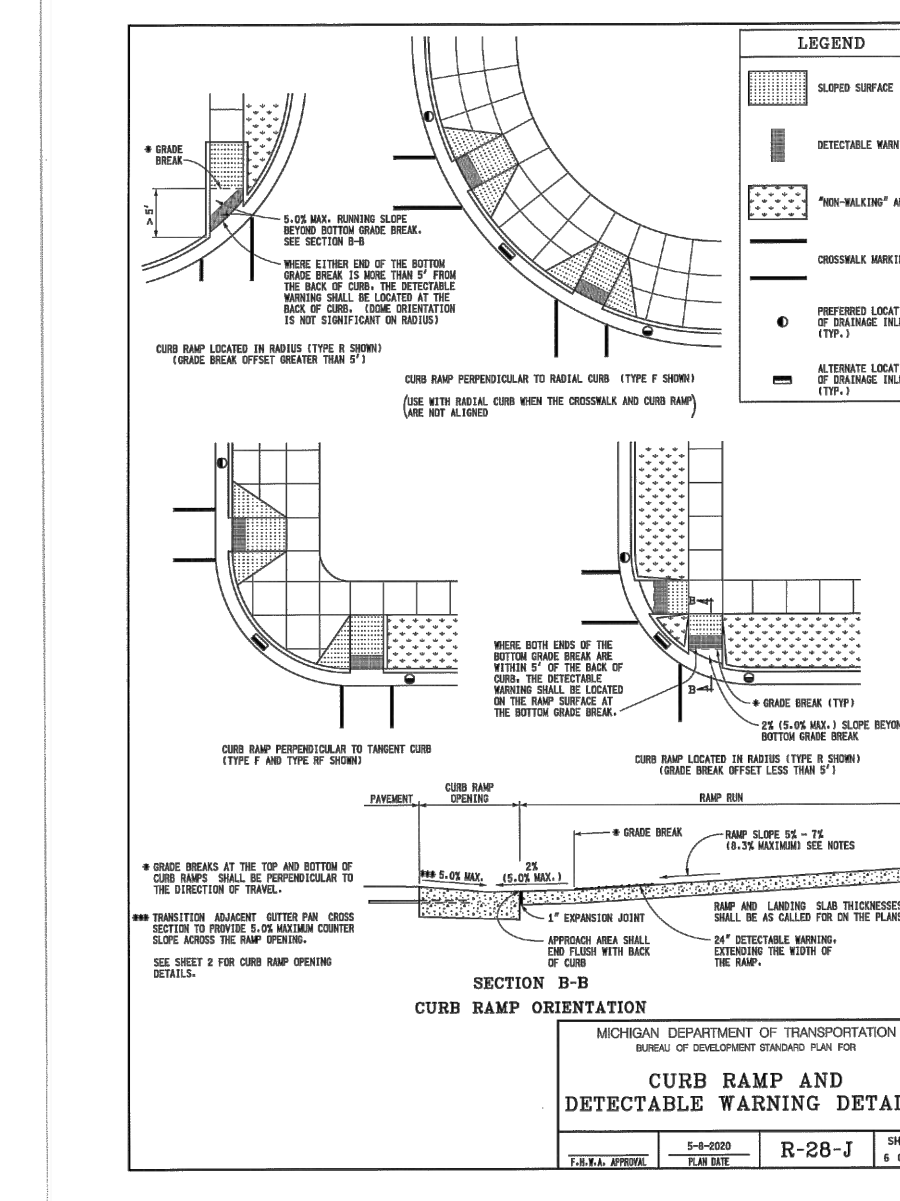 LEGEND
SLOPED SURFACE
DETECTABLE WARN
"NON-WALKING" A
CROSSWALK MARKI
PREFERRED LOCAT
OF DRAINAGE INL
(TYP.)
ALTERNATE LOCAT
OF DRAINAGE INL
(TYP.)
* GRADE
BREAK
> 5'
5.0% MAX. RUNNING SLOPE
BEYOND BOTTOM GRADE BREAK.
SEE SECTION B-B
WHERE EITHER END OF THE BOTTOM
GRADE BREAK IS MORE THAN 5' FROM
THE BACK OF CURB, THE DETECTABLE
WARNING SHALL BE LOCATED AT THE
BACK OF CURB. (DOME ORIENTATION
IS NOT SIGNIFICANT ON RADIUS)
CURB RAMP LOCATED IN RADIUS (TYPE R SHOWN)
(GRADE BREAK OFFSET GREATER THAN 5')
CURB RAMP PERPENDICULAR TO RADIAL CURB (TYPE F SHOWN)
(USE WITH RADIAL CURB WHEN THE CROSSWALK AND CURB RAMP)
ARE NOT ALIGNED
B
WHERE BOTH ENDS OF THE
BOTTOM GRADE BREAK ARE
WITHIN 5' OF THE BACK OF
CURB, THE DETECTABLE
WARNING SHALL BE LOCATED
ON THE RAMP SURFACE AT
THE BOTTOM GRADE BREAK.
B
* GRADE BREAK (TYP)
2% (5.0% MAX.) SLOPE BEYON
BOTTOM GRADE BREAK
CURB RAMP PERPENDICULAR TO TANGENT CURB
(TYPE F AND TYPE RF SHOWN)
CURB RAMP LOCATED IN RADIUS (TYPE R SHOWN)
(GRADE BREAK OFFSET LESS THAN 5')
PAVEMENT
CURB RAMP
OPENING
RAMP RUN
* GRADE BREAK
RAMP SLOPE 5% - 7%
(8.3% MAXIMUM) SEE NOTES
*** 5.0% MAX.
2%
(5.0% MAX.)
1" EXPANSION JOINT
APPROACH AREA SHALL
END FLUSH WITH BACK
OF CURB
RAMP AND LANDING SLAB THICKNESSES
SHALL BE AS CALLED FOR ON THE PLANS
24" DETECTABLE WARNING,
EXTENDING THE WIDTH OF
THE RAMP.
* GRADE BREAKS AT THE TOP AND BOTTOM OF
CURB RAMPS SHALL BE PERPENDICULAR TO
THE DIRECTION OF TRAVEL.
*** TRANSITION ADJACENT GUTTER PAN CROSS
SECTION TO PROVIDE 5.0% MAXIMUM COUNTER
SLOPE ACROSS THE RAMP OPENING.
SEE SHEET 2 FOR CURB RAMP OPENING
DETAILS.
SECTION B-B
CURB RAMP ORIENTATION
MICHIGAN DEPARTMENT OF TRANSPORTATION
BUREAU OF DEVELOPMENT STANDARD PLAN FOR
CURB RAMP AND
DETECTABLE WARNING DETAI
F.H.W.A. APPROVAL
5-8-2020
PLAN DATE
R-28-J
SH
6